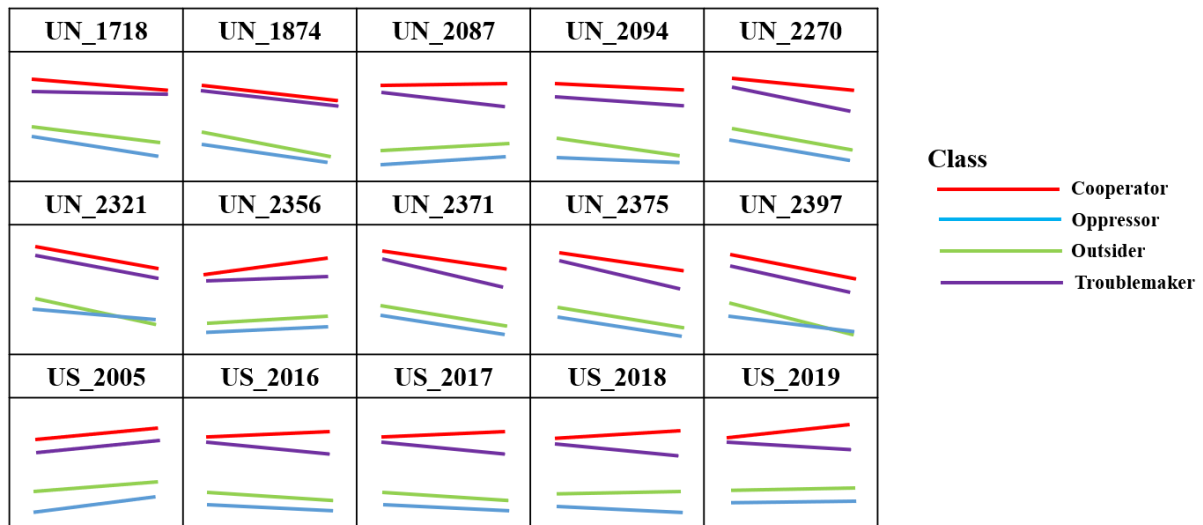 UN_1718 UN_1874 UN_2087 UN_2094 UN_2270
UN_2321 UN_2356 UN_2371 UN_2375 UN_2397
US_2005 US_2016 US_2017 US_2018 US_2019
Class
Cooperator
Oppressor
Outsider
Troublemaker